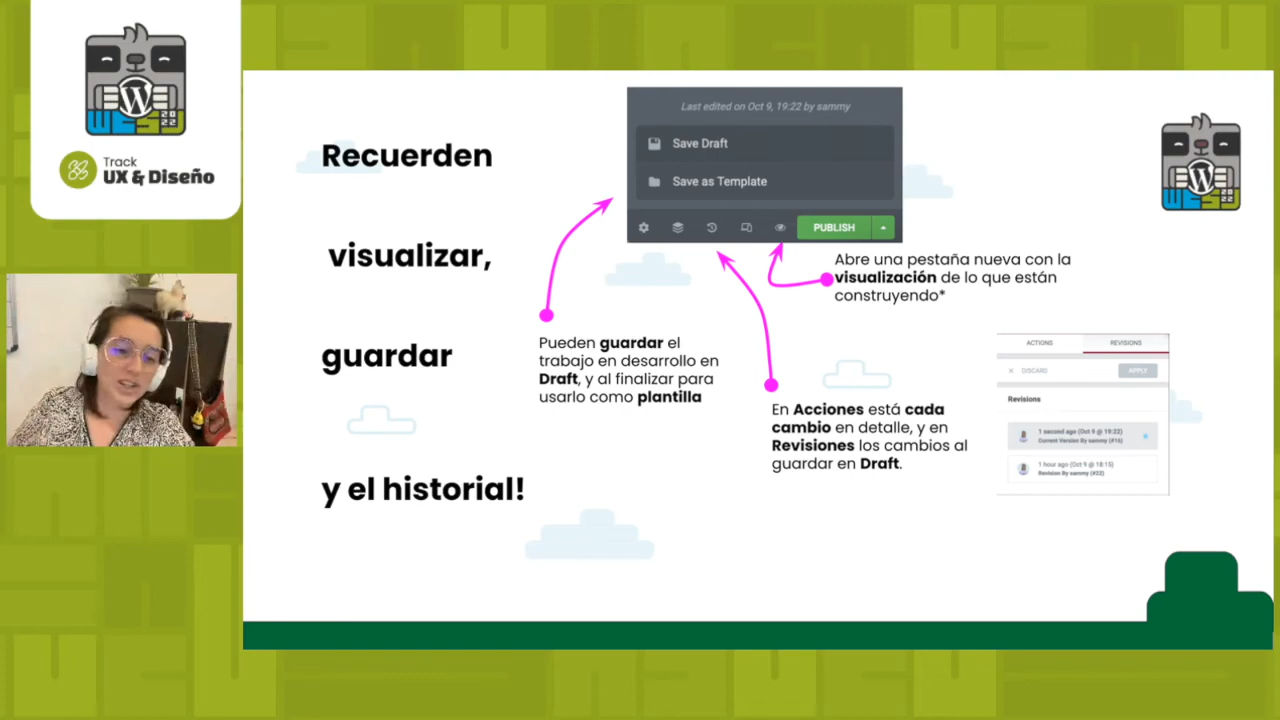 Track
UX & Diseño
Recuerden
visualizar,
guardar
y el historial!
Last edited on Oct 9, 19:22 by sammy
Save Draft
Save as Template
PUBLISH
Abre una pestaña nueva con la
visualización de lo que están
construyendo*
Pueden guardar el
trabajo en desarrollo en
Draft, y al finalizar para
usarlo como plantilla
En Acciones está cada
cambio en detalle, y en
Revisiones los cambios al
guardar en Draft.
ACTIONS REVISIONS
DISCARD APPLY
Revisions
1 second ago (Oct 9 @ 19:22)
Current Version By sammy (#16)
1 hour ago (Oct 9 @ 18:15)
Revision By sammy (#22)